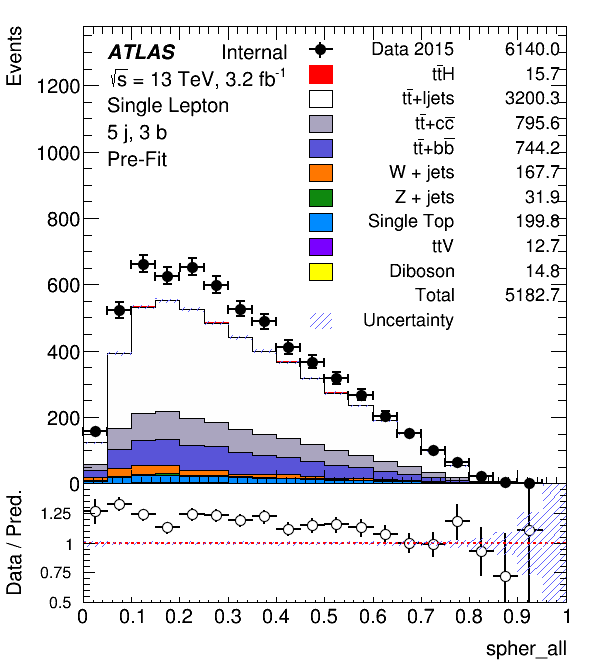 Events
ATLAS Internal
√s = 13 TeV, 3.2 fb⁻¹
Single Lepton
5 j, 3 b
Pre-Fit
Data 2015 6140.0
tt̄H 15.7
tt̄+ljets 3200.3
tt̄+cc̄ 795.6
tt̄+bb̄ 744.2
W + jets 167.7
Z + jets 31.9
Single Top 199.8
ttV 12.7
Diboson 14.8
Total 5182.7
Uncertainty
1200
1000
800
600
400
200
0
Data / Pred.
1.25
1
0.75
0.5
0 0.1 0.2 0.3 0.4 0.5 0.6 0.7 0.8 0.9 1
spher_all